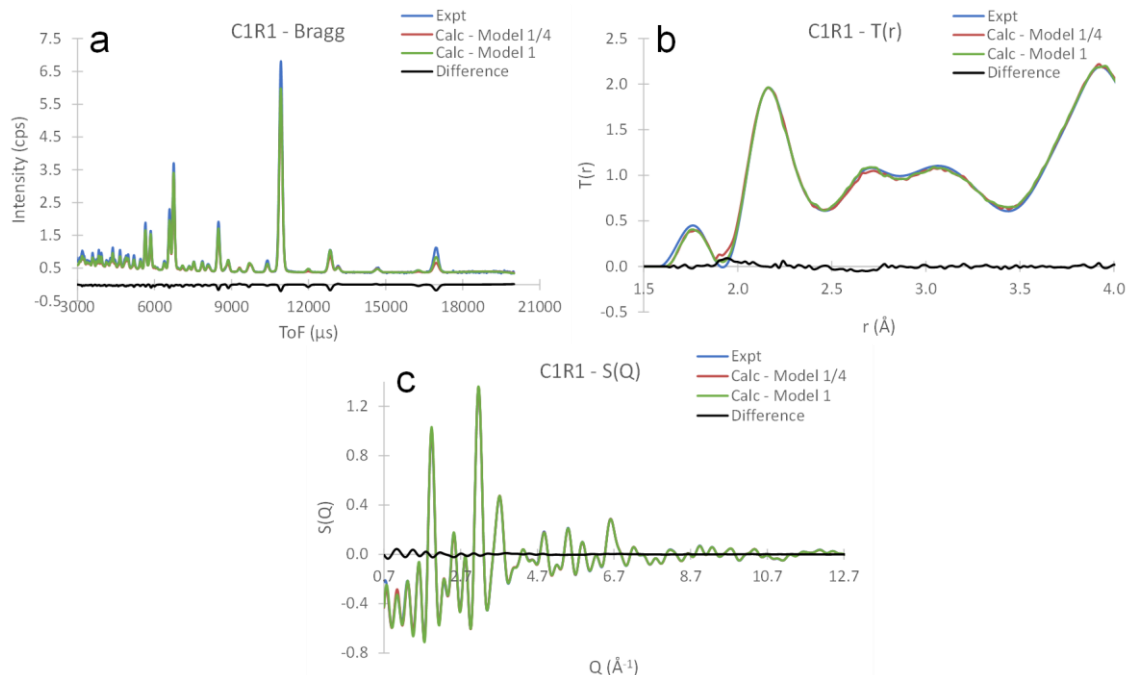 a
C1R1 - Bragg
Expt
Calc - Model 1/4
Calc - Model 1
Difference
7.5
6.5
5.5
4.5
3.5
2.5
1.5
0.5
-0.5
Intensity (cps)
3000 6000 9000 12000 15000 18000 21000
ToF (µs)
b
C1R1 - T(r)
Expt
Calc - Model 1/4
Calc - Model 1
Difference
2.5
2.0
1.5
1.0
0.5
0.0
-0.5
T(r)
1.5 2.0 2.5 3.0 3.5 4.0
r (Å)
c
C1R1 - S(Q)
Expt
Calc - Model 1/4
Calc - Model 1
Difference
1.2
0.8
0.4
0.0
-0.4
-0.8
S(Q)
0.7 2.7 4.7 6.7 8.7 10.7 12.7
Q (Å⁻¹)